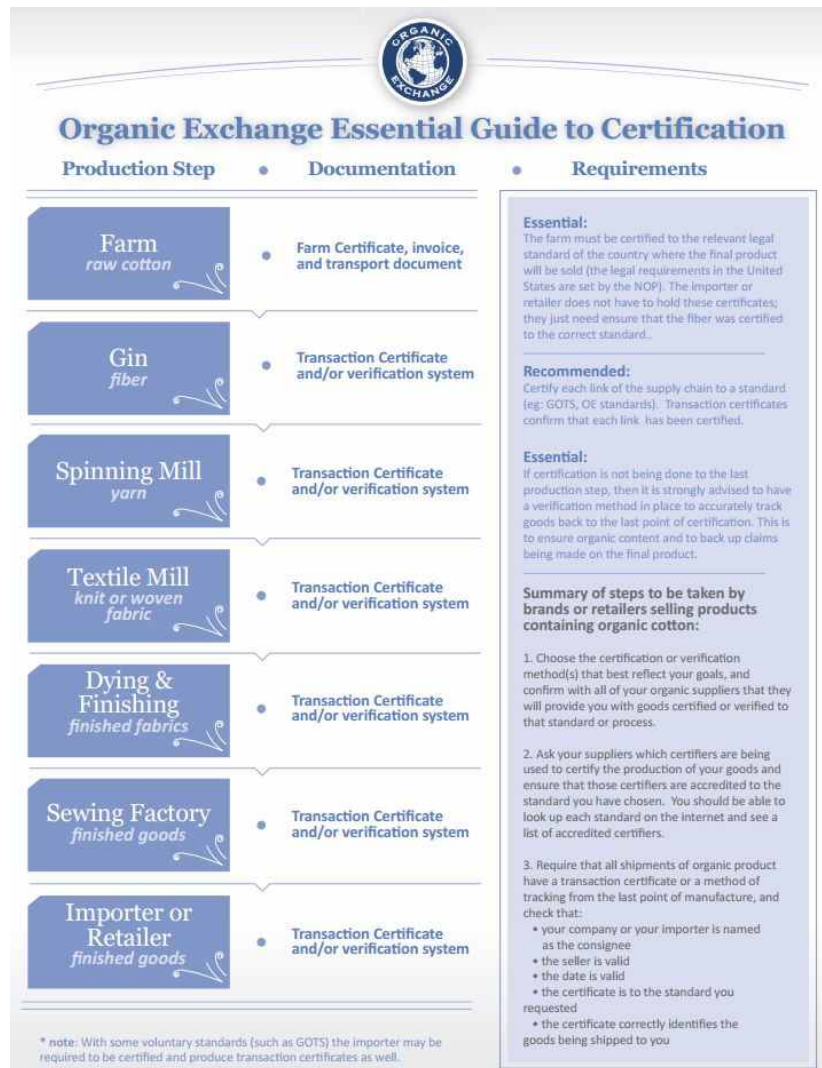 ORGANIC
EXCHANGE
Organic Exchange Essential Guide to Certification
Production Step • Documentation • Requirements
Farm
raw cotton
• Farm Certificate, invoice,
and transport document
Gin
fiber
• Transaction Certificate
and/or verification system
Spinning Mill
yarn
• Transaction Certificate
and/or verification system
Textile Mill
knit or woven
fabric
• Transaction Certificate
and/or verification system
Dying &
Finishing
finished fabrics
• Transaction Certificate
and/or verification system
Sewing Factory
finished goods
• Transaction Certificate
and/or verification system
Importer or
Retailer
finished goods
• Transaction Certificate
and/or verification system
* note: With some voluntary standards (such as GOTS) the importer may be
required to be certified and produce transaction certificates as well.
Essential:
The farm must be certified to the relevant legal
standard of the country where the final product
will be sold (the legal requirements in the United
States are set by the NOP). The importer or
retailer does not have to hold these certificates;
they just need ensure that the fiber was certified
to the correct standard..
Recommended:
Certify each link of the supply chain to a standard
(eg: GOTS, OE standards). Transaction certificates
confirm that each link has been certified.
Essential:
If certification is not being done to the last
production step, then it is strongly advised to have
a verification method in place to accurately track
goods back to the last point of certification. This is
to ensure organic content and to back up claims
being made on the final product.
Summary of steps to be taken by
brands or retailers selling products
containing organic cotton:
1. Choose the certification or verification
method(s) that best reflect your goals, and
confirm with all of your organic suppliers that they
will provide you with goods certified or verified to
that standard or process.
2. Ask your suppliers which certifiers are being
used to certify the production of your goods and
ensure that those certifiers are accredited to the
standard you have chosen. You should be able to
look up each standard on the internet and see a
list of accredited certifiers.
3. Require that all shipments of organic product
have a transaction certificate or a method of
tracking from the last point of manufacture, and
check that:
• your company or your importer is named
as the consignee
• the seller is valid
• the date is valid
• the certificate is to the standard you
requested
• the certificate correctly identifies the
goods being shipped to you